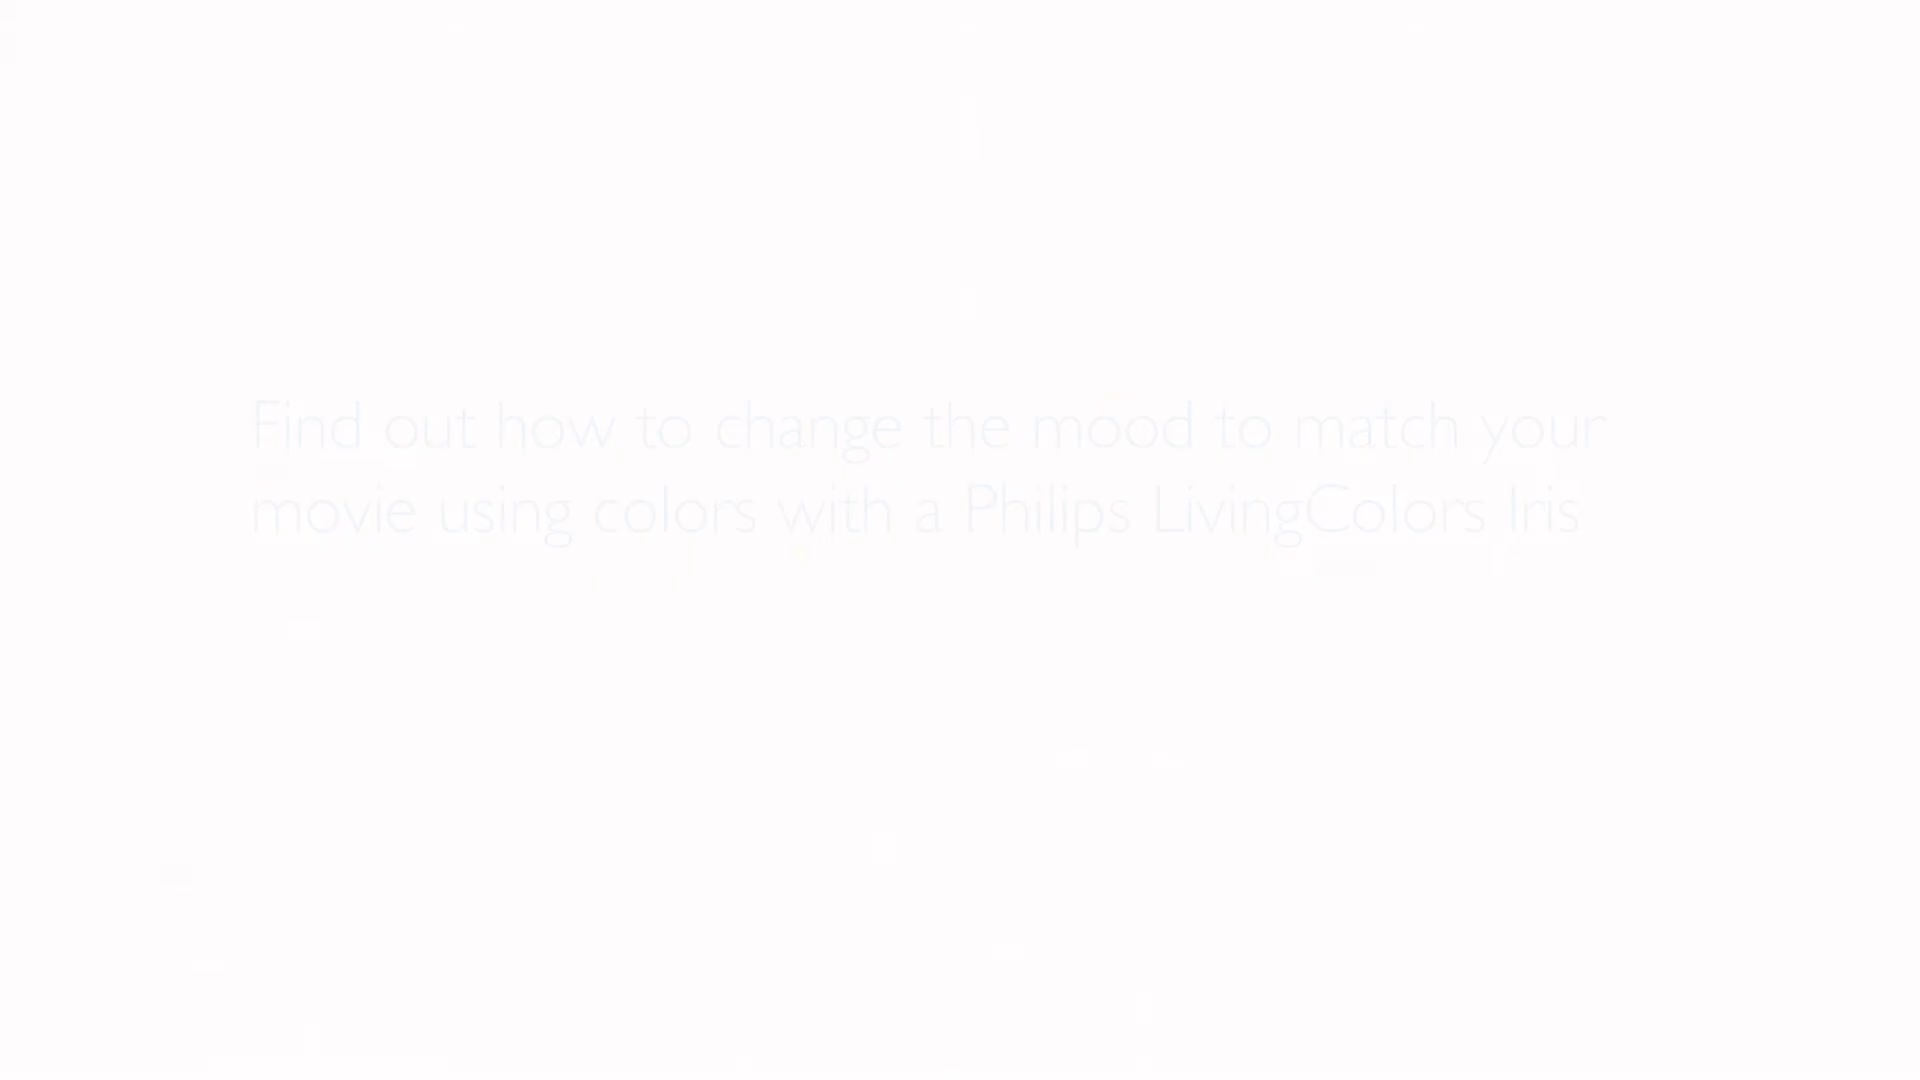 Find out how to change the mood to match your
movie using colors with a Philips LivingColors Iris